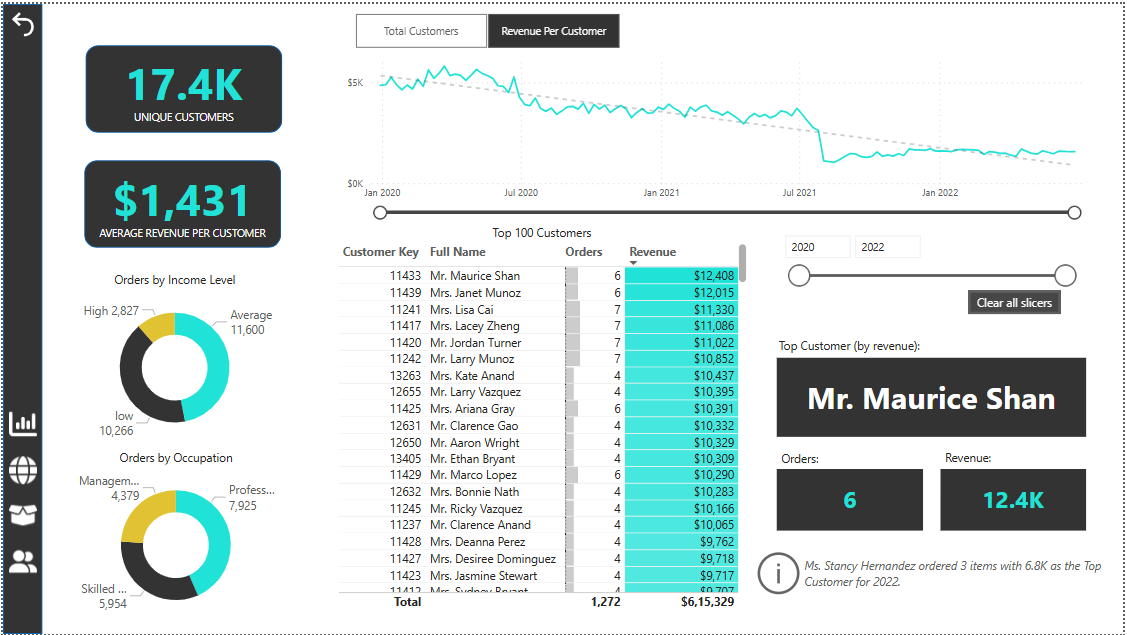 Total Customers
Revenue Per Customer
17.4K
UNIQUE CUSTOMERS
$1,431
AVERAGE REVENUE PER CUSTOMER
$5K
$0K
Jan 2020
Jul 2020
Jan 2021
Jul 2021
Jan 2022
Orders by Income Level
High 2,827
Average
11,600
low
10,266
Orders by Occupation
Managem...
4,379
Profess...
7,925
Skilled ...
5,954
Top 100 Customers
Customer Key Full Name Orders Revenue
11433 Mr. Maurice Shan 6 $12,408
11439 Mrs. Janet Munoz 6 $12,015
11241 Mrs. Lisa Cai 7 $11,330
11417 Mrs. Lacey Zheng 7 $11,086
11420 Mr. Jordan Turner 7 $11,022
11242 Mr. Larry Munoz 7 $10,852
13263 Mrs. Kate Anand 4 $10,437
12655 Mr. Larry Vazquez 4 $10,395
11425 Mrs. Ariana Gray 6 $10,391
12631 Mr. Clarence Gao 4 $10,332
12650 Mr. Aaron Wright 4 $10,329
13405 Mr. Ethan Bryant 4 $10,309
11429 Mr. Marco Lopez 6 $10,290
12632 Mrs. Bonnie Nath 4 $10,283
11245 Mr. Ricky Vazquez 4 $10,166
11237 Mr. Clarence Anand 4 $10,065
11428 Mrs. Deanna Perez 4 $9,762
11427 Mrs. Desiree Dominguez 4 $9,718
11423 Mrs. Jasmine Stewart 4 $9,717
11412 Mrs. Sydney Bryant 4 $9,707
Total 1,272 $6,15,329
2020
2022
Clear all slicers
Top Customer (by revenue):
Mr. Maurice Shan
Orders:
6
Revenue:
12.4K
Ms. Stancy Hernandez ordered 3 items with 6.8K as the Top
Customer for 2022.